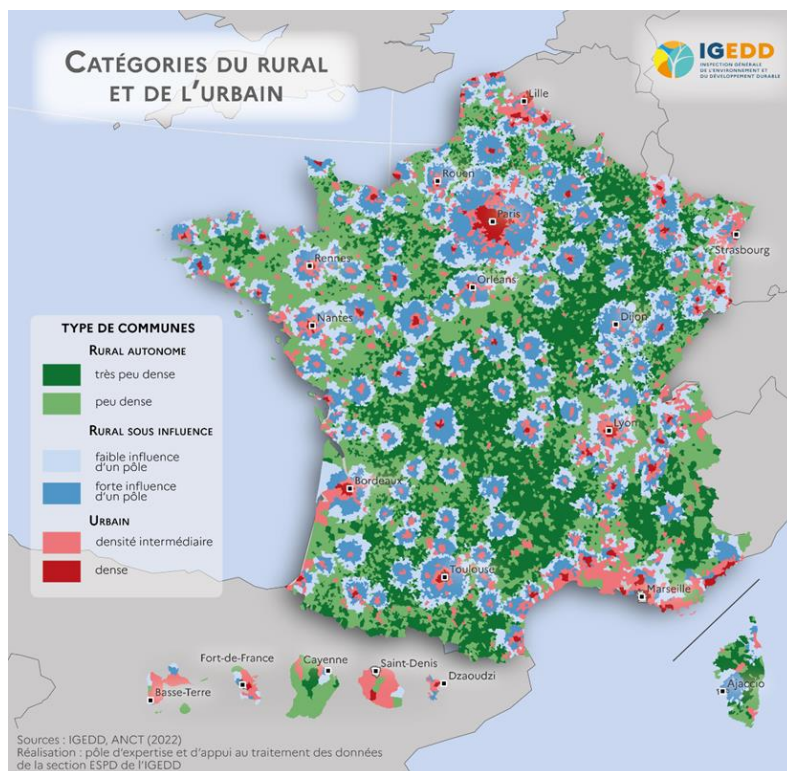 CATÉGORIES DU RURAL
ET DE L'URBAIN
IGEDD
INSPECTION GÉNÉRALE
DE L'ENVIRONNEMENT ET
DU DÉVELOPPEMENT DURABLE
Lille
Rouen
Paris
Strasbourg
Rennes
Orléans
Nantes
Dijon
TYPE DE COMMUNES
RURAL AUTONOME
très peu dense
peu dense
RURAL SOUS INFLUENCE
faible influence
d'un pôle
forte influence
d'un pôle
URBAIN
densité intermédiaire
dense
Lyon
Bordeaux
Toulouse
Marseille
Fort-de-France
Cayenne
Saint-Denis
Dzaoudzi
Basse-Terre
Ajaccio
Sources : IGEDD, ANCT (2022)
Réalisation : pôle d'expertise et d'appui au traitement des données
de la section ESPD de l'IGEDD